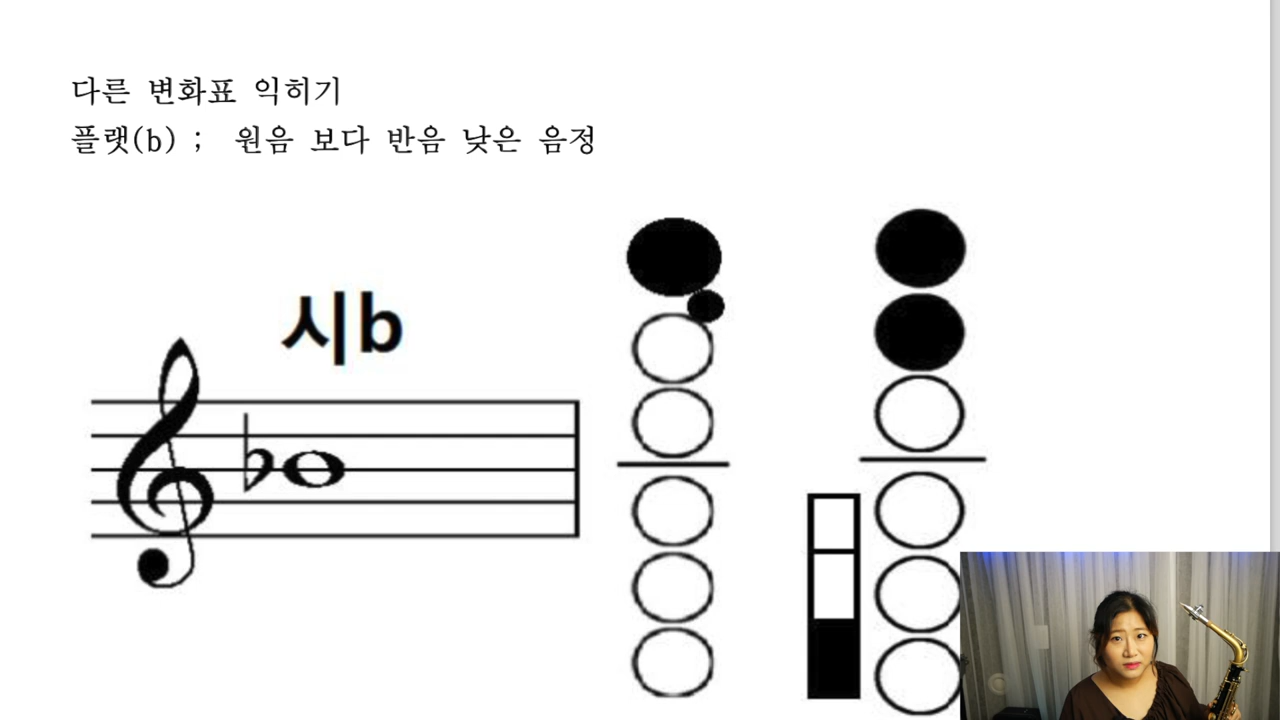 다른 변화표 익히기
플랫(b) ; 원음 보다 반음 낮은 음정
시b